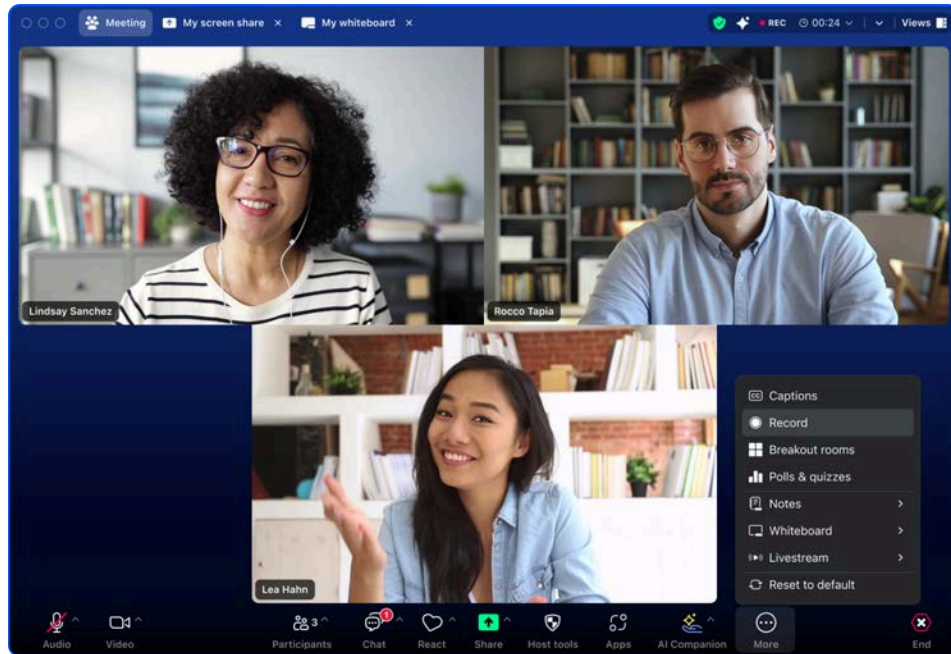 Meeting
My screen share
My whiteboard
REC
00:24
Views
Lindsay Sanchez
Rocco Tapia
Lea Hahn
CC Captions
Record
Breakout rooms
Polls & quizzes
Notes
Whiteboard
Livestream
Reset to default
3
1
Audio
Video
Participants
Chat
React
Share
Host tools
Apps
AI Companion
More
End